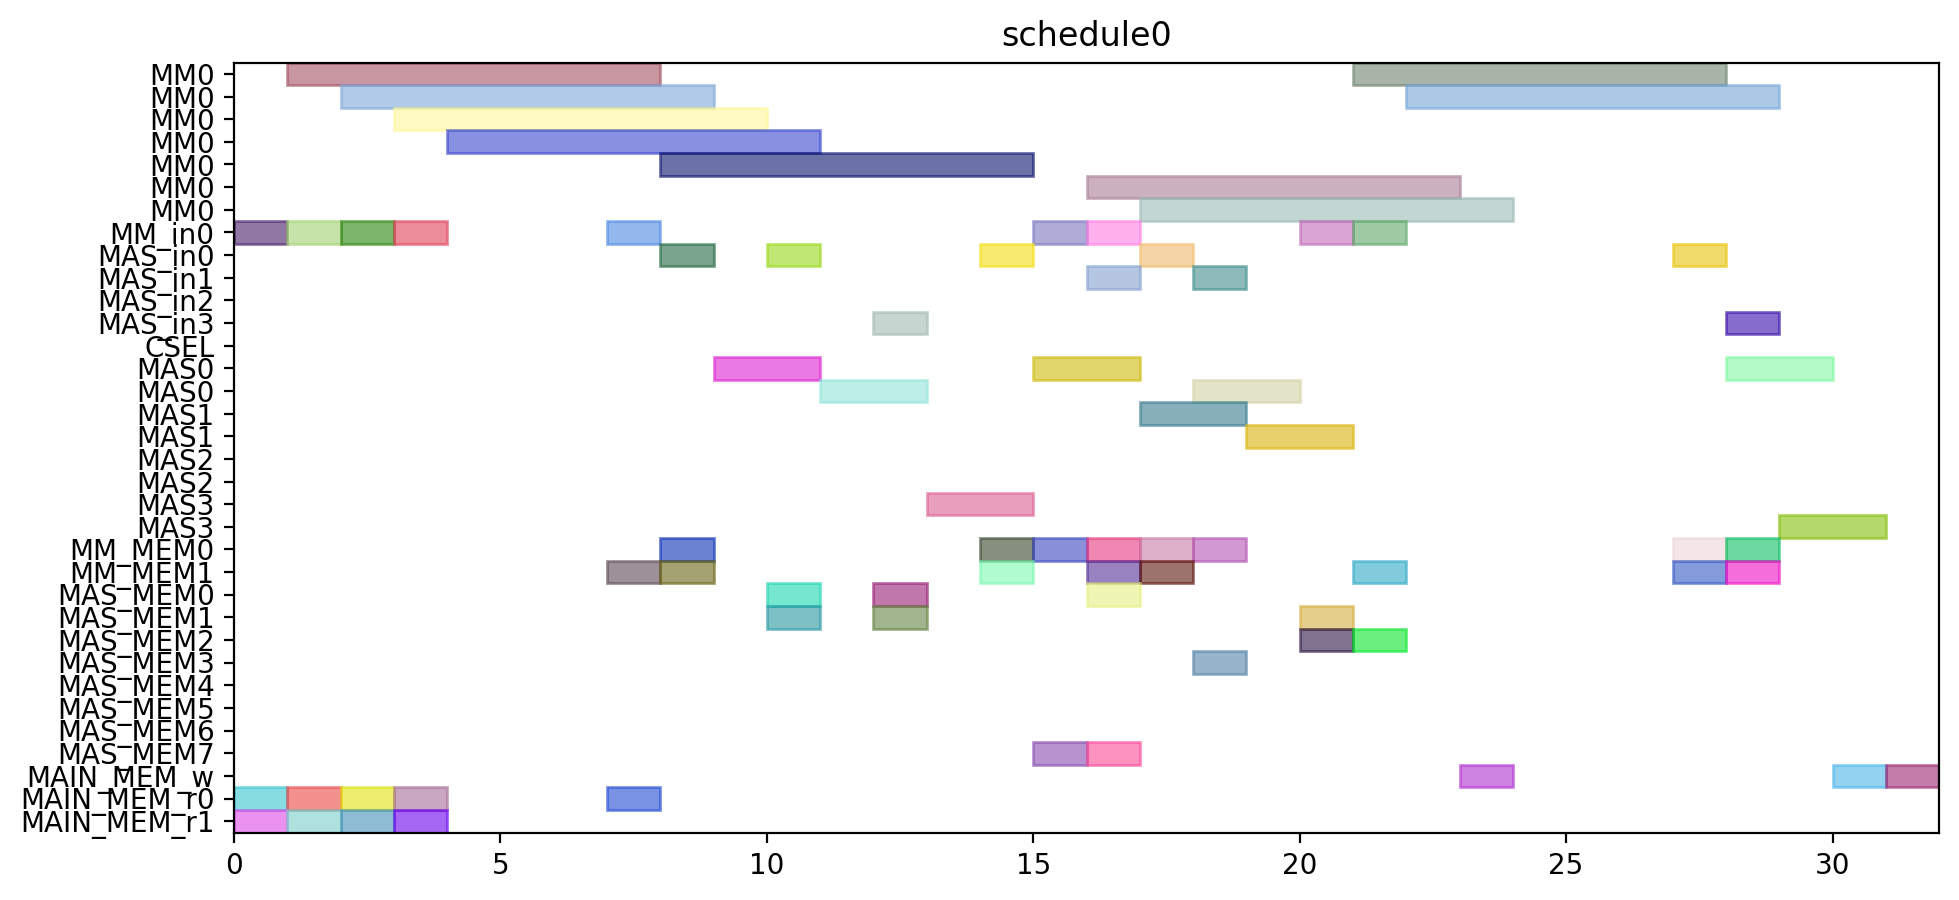 schedule0
MM0
MM0
MM0
MM0
MM0
MM0
MM0
MM_in0
MAS_in0
MAS_in1
MAS_in2
MAS_in3
CSEL
MAS0
MAS0
MAS1
MAS1
MAS2
MAS2
MAS3
MAS3
MM_MEM0
MM_MEM1
MAS_MEM0
MAS_MEM1
MAS_MEM2
MAS_MEM3
MAS_MEM4
MAS_MEM5
MAS_MEM6
MAS_MEM7
MAIN_MEM_w
MAIN_MEM_r0
MAIN_MEM_r1
0 5 10 15 20 25 30